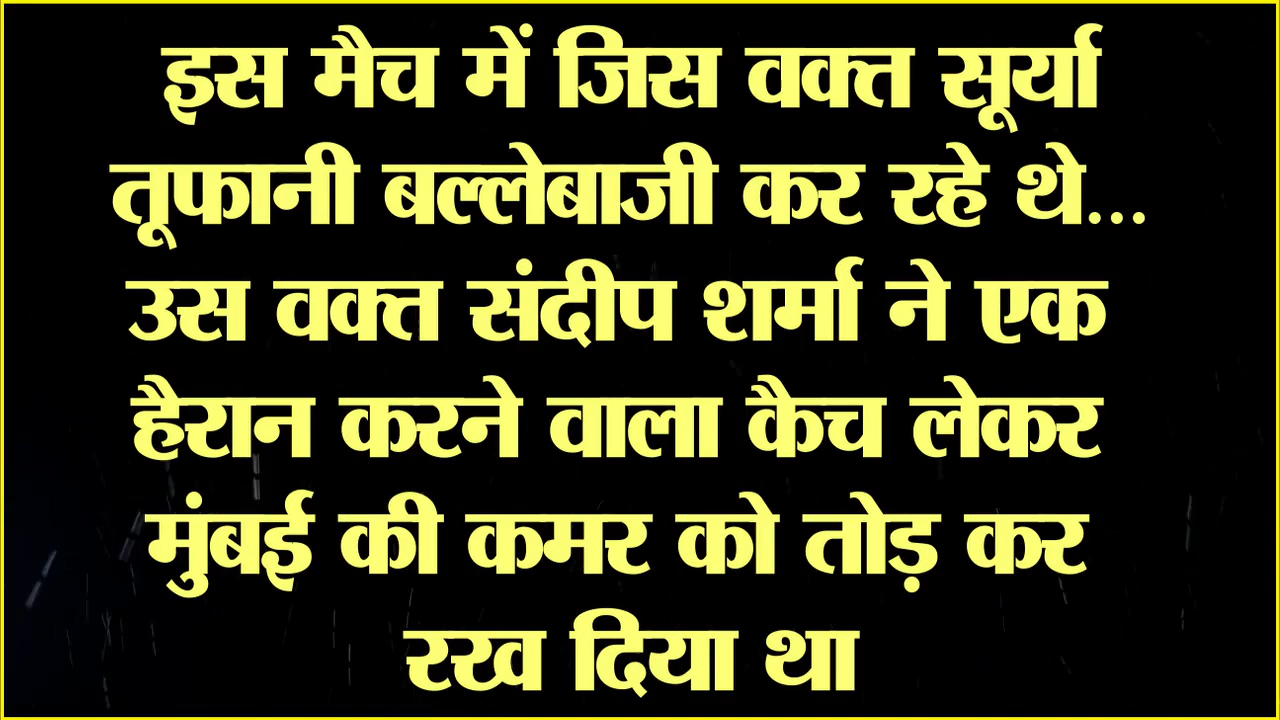 इस मैच में जिस वक्त सूर्या
तूफानी बल्लेबाजी कर रहे थे...
उस वक्त संदीप शर्मा ने एक
हैरान करने वाला कैच लेकर
मुंबई की कमर को तोड़ कर
रख दिया था